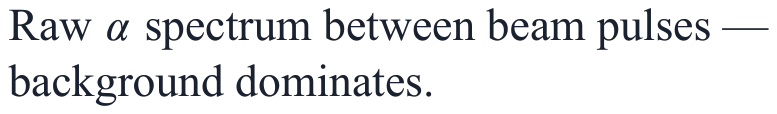 Raw α spectrum between beam pulses —
background dominates.